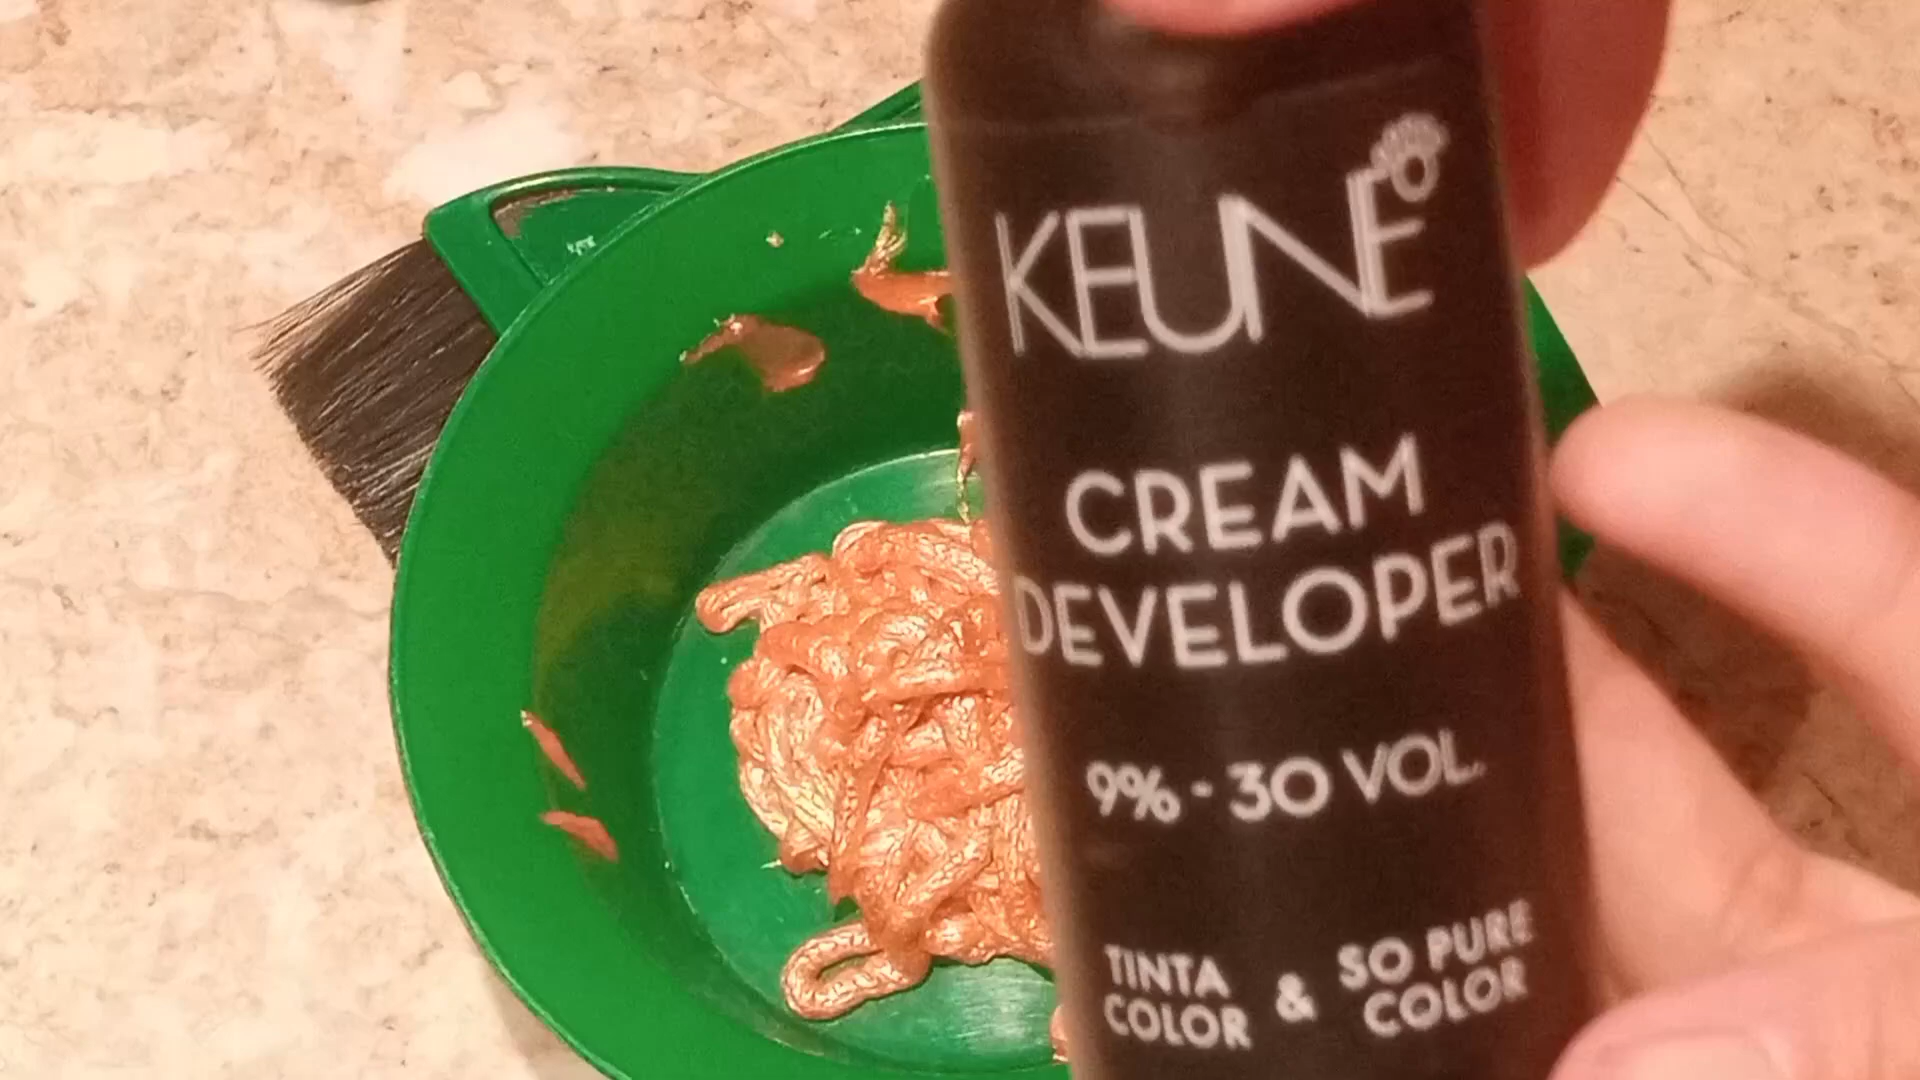 KEUNE
CREAM
DEVELOPER
9% - 30 VOL.
TINTA COLOR & SO PURE COLOR